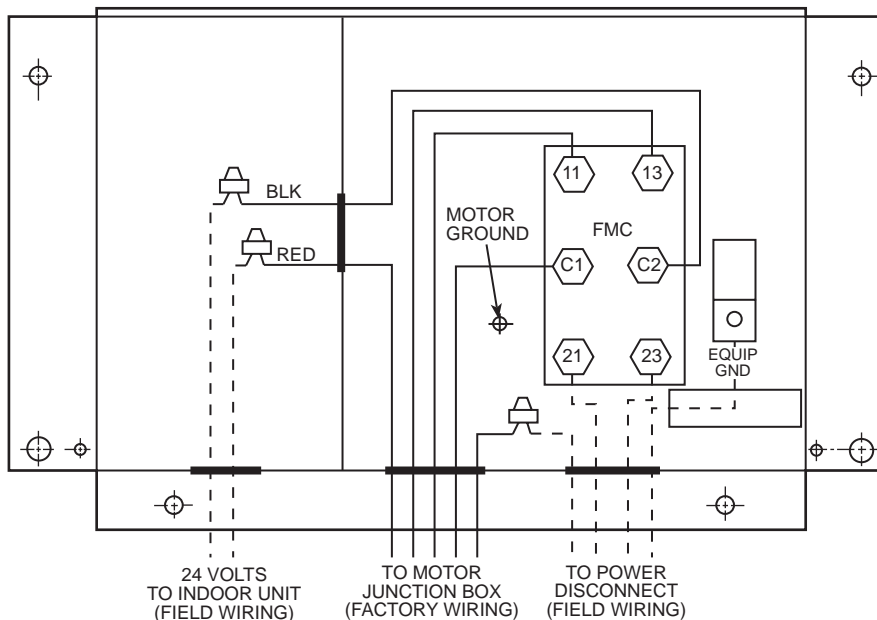 11
13
BLK
MOTOR
GROUND
FMC
RED
C1
C2
21
23
EQUIP
GND
24 VOLTS
TO INDOOR UNIT
(FIELD WIRING)
TO MOTOR
JUNCTION BOX
(FACTORY WIRING)
TO POWER
DISCONNECT
(FIELD WIRING)